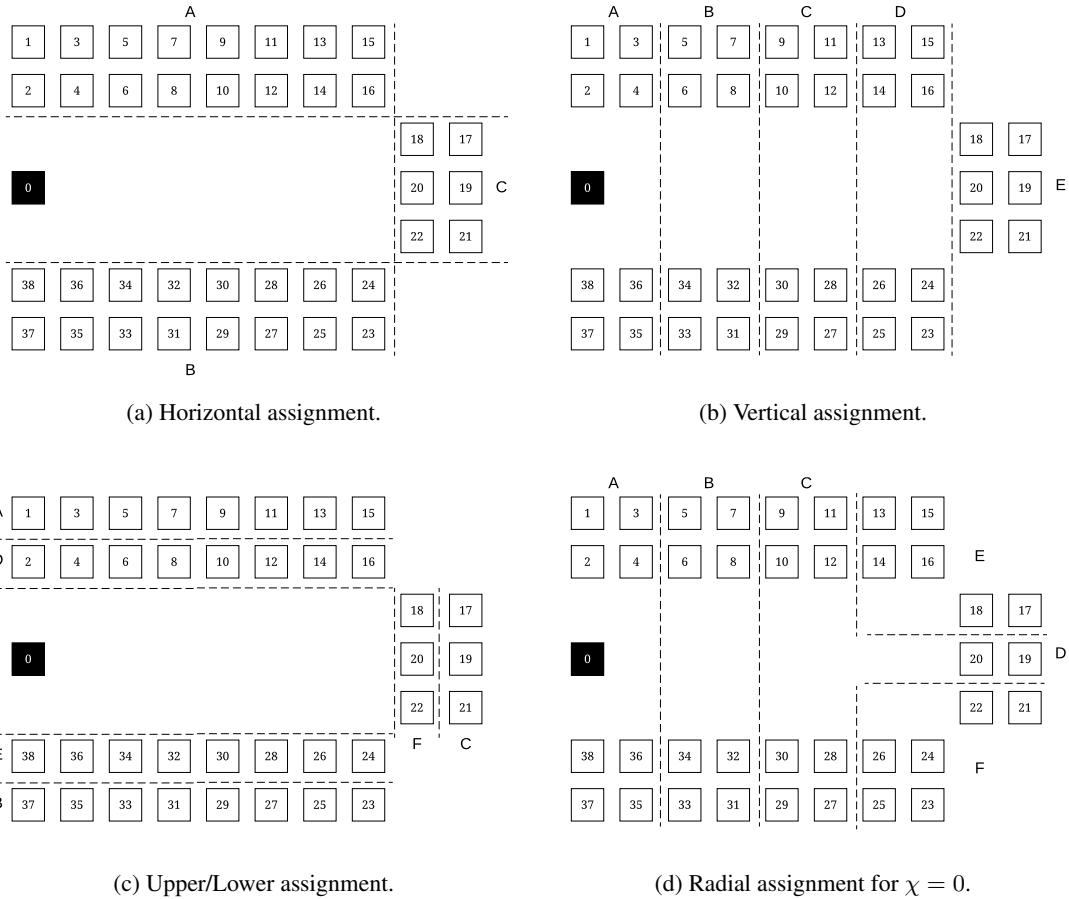 A
1 3 5 7 9 11 13 15
2 4 6 8 10 12 14 16
18 17
0 20 19 C
22 21
38 36 34 32 30 28 26 24
37 35 33 31 29 27 25 23
B
(a) Horizontal assignment.
A B C D
1 3 5 7 9 11 13 15
2 4 6 8 10 12 14 16
18 17
0 20 19 E
22 21
38 36 34 32 30 28 26 24
37 35 33 31 29 27 25 23
(b) Vertical assignment.
1 3 5 7 9 11 13 15
2 4 6 8 10 12 14 16
18 17
0 20 19
22 21
F C
38 36 34 32 30 28 26 24
37 35 33 31 29 27 25 23
(c) Upper/Lower assignment.
A B C
1 3 5 7 9 11 13 15
2 4 6 8 10 12 14 16
E
18 17
0 20 19 D
22 21
38 36 34 32 30 28 26 24
F
37 35 33 31 29 27 25 23
(d) Radial assignment for χ = 0.